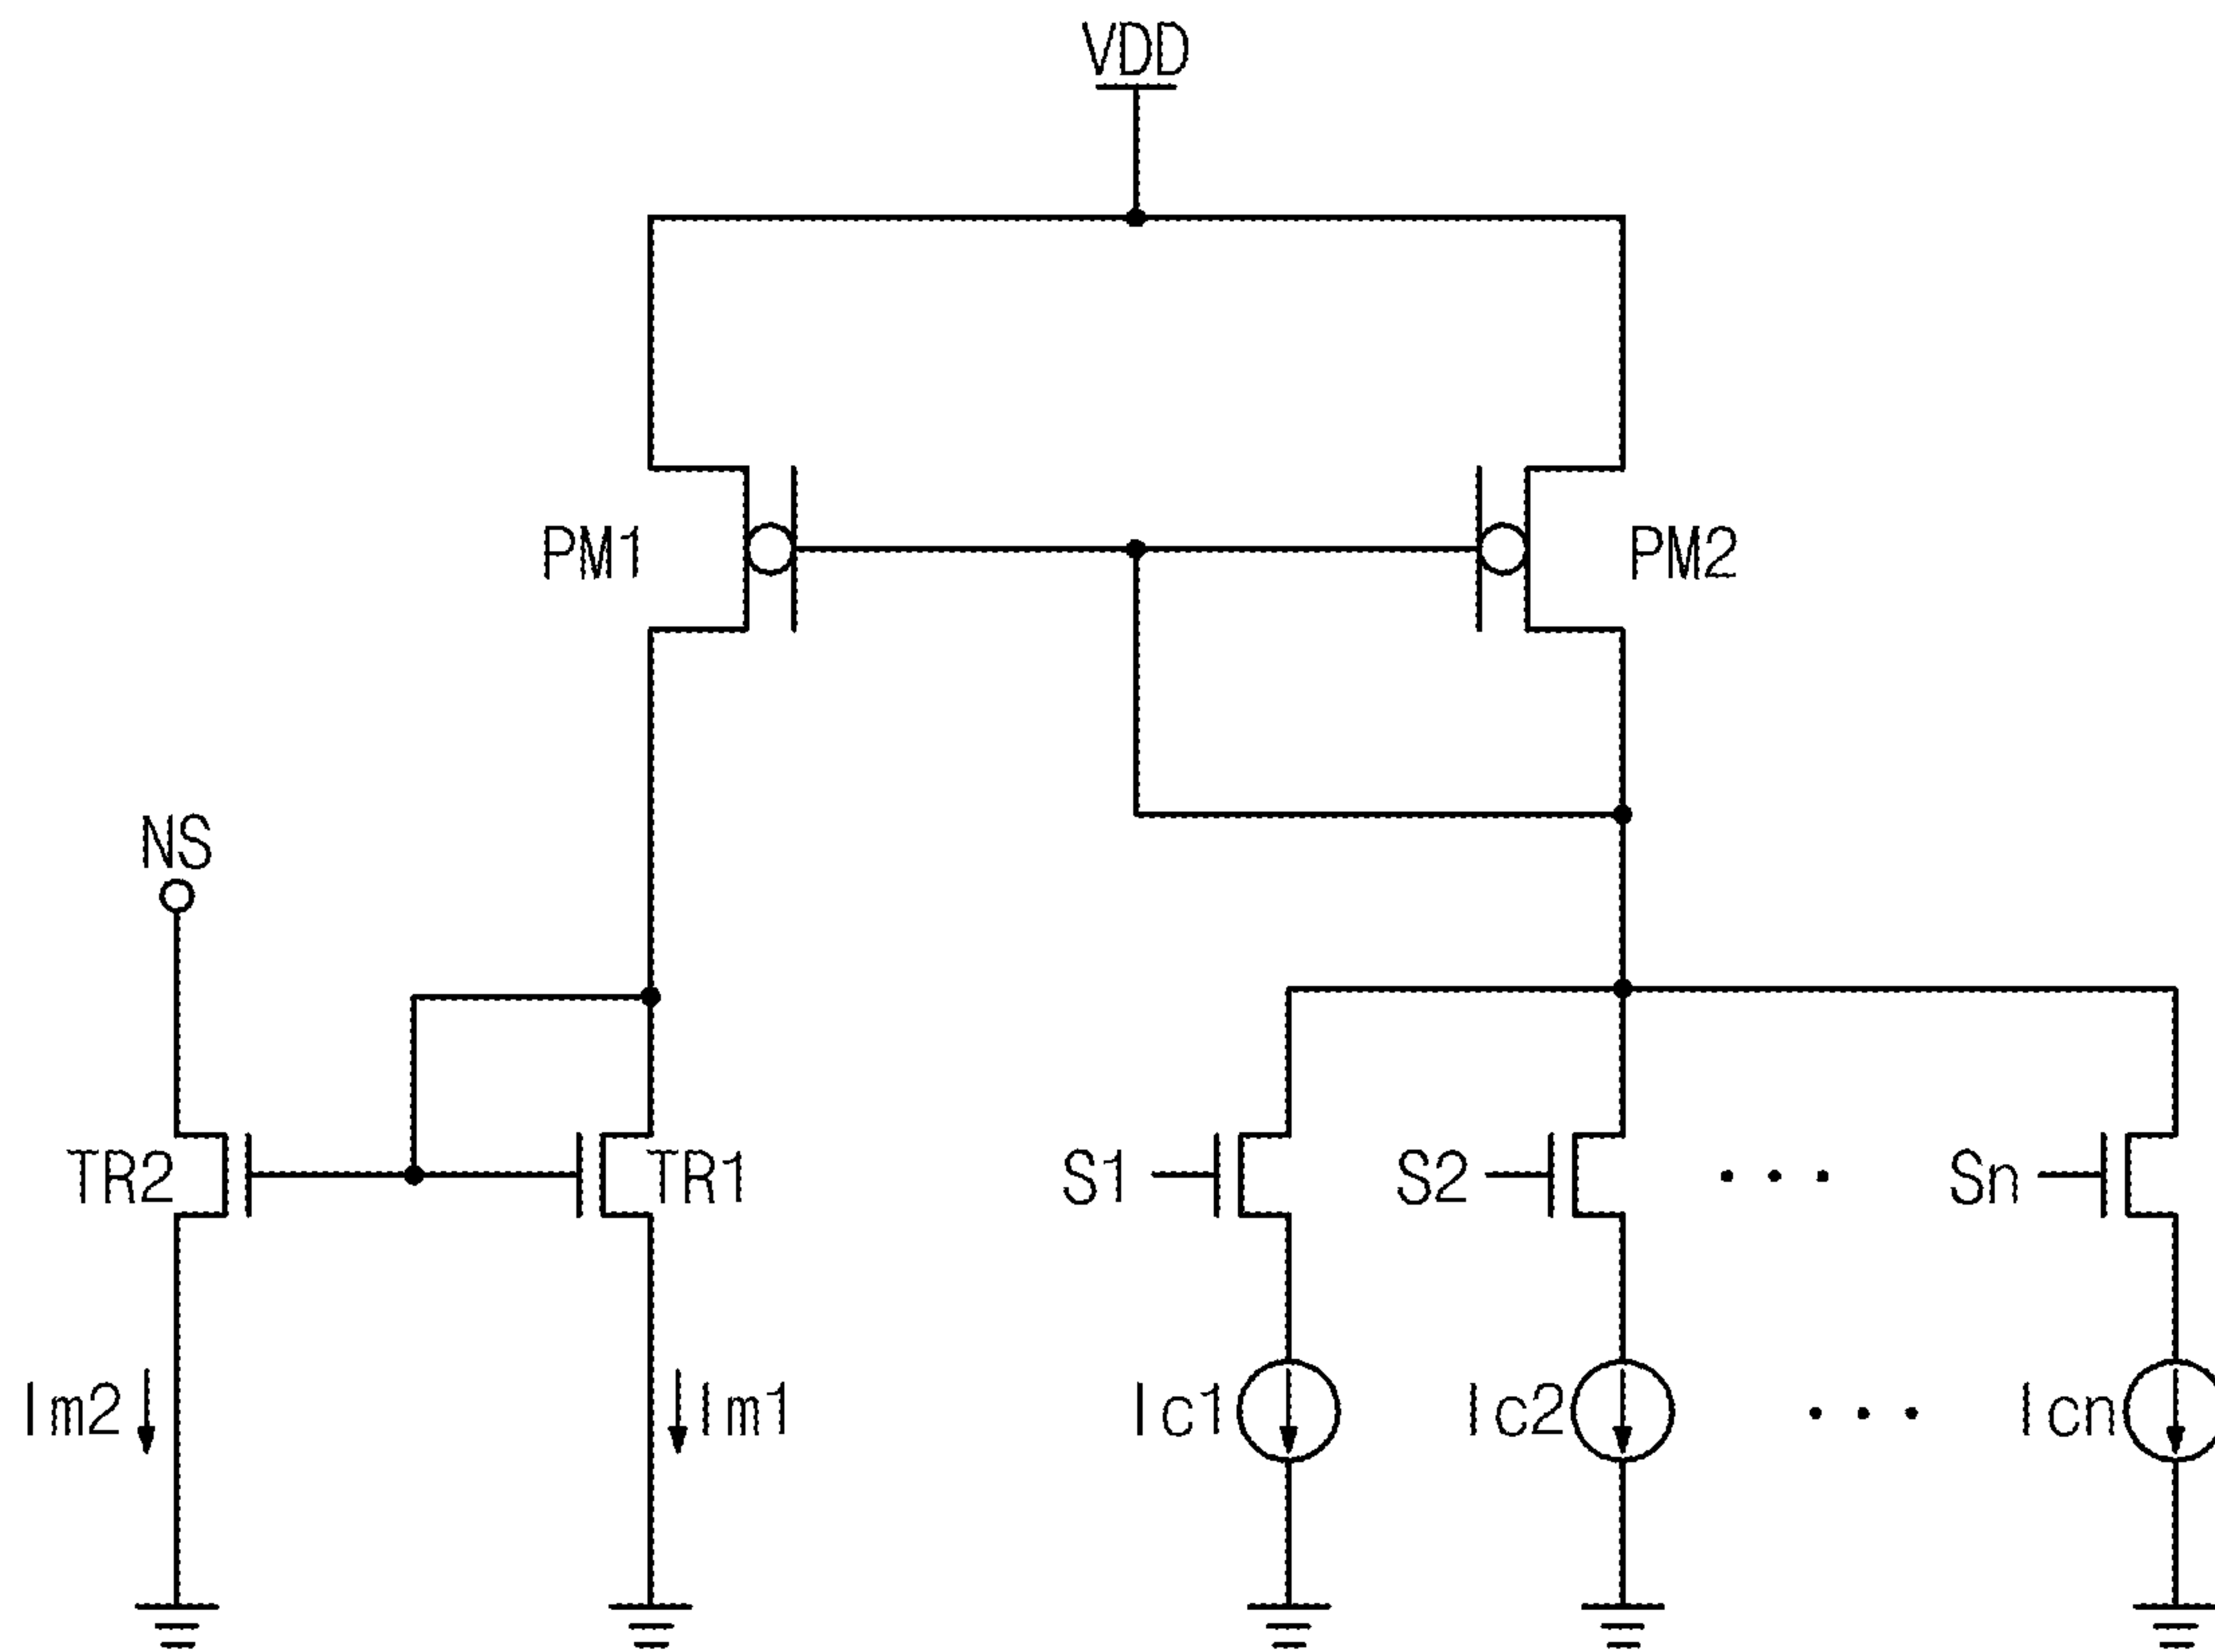 VDD
PM1
PM2
NS
TR2
TR1
S1
S2
...
Sn
Im2
Im1
Ic1
Ic2
...
Icn